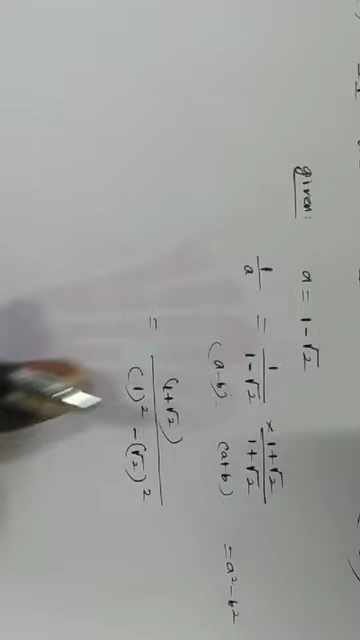 given: a = 1 - √2
1/a = 1/(1 - √2) × (1 + √2)/(1 + √2)
(a-b). (a+b) = a² - b²
= (1+√2)/((1)² - (√2)²)